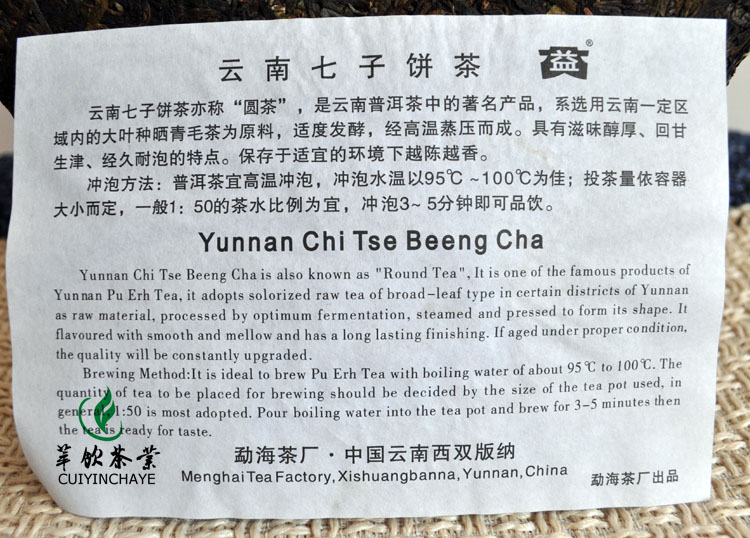 云南七子饼茶 益®
云南七子饼茶亦称“圆茶”，是云南普洱茶中的著名产品，系选用云南一定区
域内的大叶种晒青毛茶为原料，适度发酵，经高温蒸压而成。具有滋味醇厚、回甘
生津、经久耐泡的特点。保存于适宜的环境下越陈越香。
冲泡方法：普洱茶宜高温冲泡，冲泡水温以95℃～100℃为佳；投茶量依容器
大小而定，一般1：50的茶水比例为宜，冲泡3～5分钟即可品饮。
Yunnan Chi Tse Beeng Cha
Yunnan Chi Tse Beeng Cha is also known as "Round Tea", It is one of the famous products of
Yunnan Pu Erh Tea, it adopts solorized raw tea of broad-leaf type in certain districts of Yunnan
as raw material, processed by optimum fermentation, steamed and pressed to form its shape. It
flavoured with smooth and mellow and has a long lasting finishing. If aged under proper condition,
the quality will be constantly upgraded.
Brewing Method:It is ideal to brew Pu Erh Tea with boiling water of about 95℃ to 100℃. The
quantity of tea to be placed for brewing should be decided by the size of the tea pot used, in
general 1:50 is most adopted. Pour boiling water into the tea pot and brew for 3-5 minutes then
the tea is ready for taste.
勐海茶厂·中国云南西双版纳
Menghai Tea Factory, Xishuangbanna, Yunnan, China
勐海茶厂出品
萃饮茶业
CUIYINCHAYE